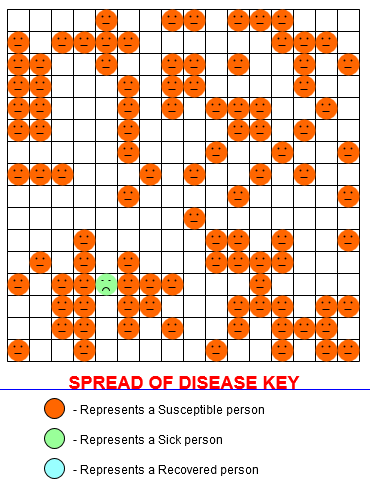 SPREAD OF DISEASE KEY
- Represents a Susceptible person
- Represents a Sick person
- Represents a Recovered person